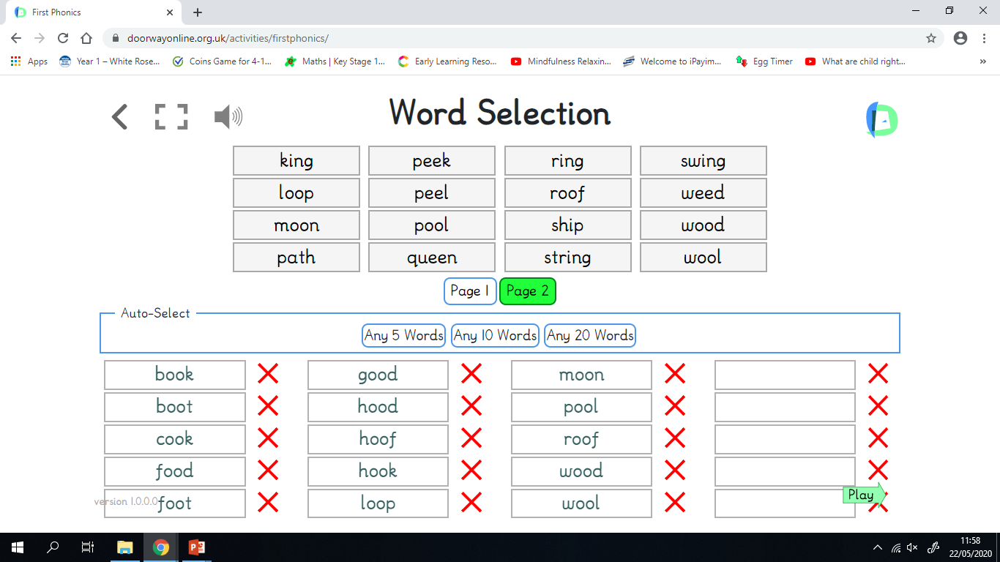 First Phonics
doorwayonline.org.uk/activities/firstphonics/
Apps Year 1 – White Rose... Coins Game for 4-1... Maths | Key Stage 1... Early Learning Reso... Mindfulness Relaxin... Welcome to iPayim... Egg Timer What are child right... »
Word Selection
king peek ring swing
loop peel roof weed
moon pool ship wood
path queen string wool
Page 1 Page 2
Auto-Select
Any 5 Words Any 10 Words Any 20 Words
book good moon
boot hood pool
cook hoof roof
food hook wood
foot loop wool
Play
version 1.0.0.0
11:58
22/05/2020